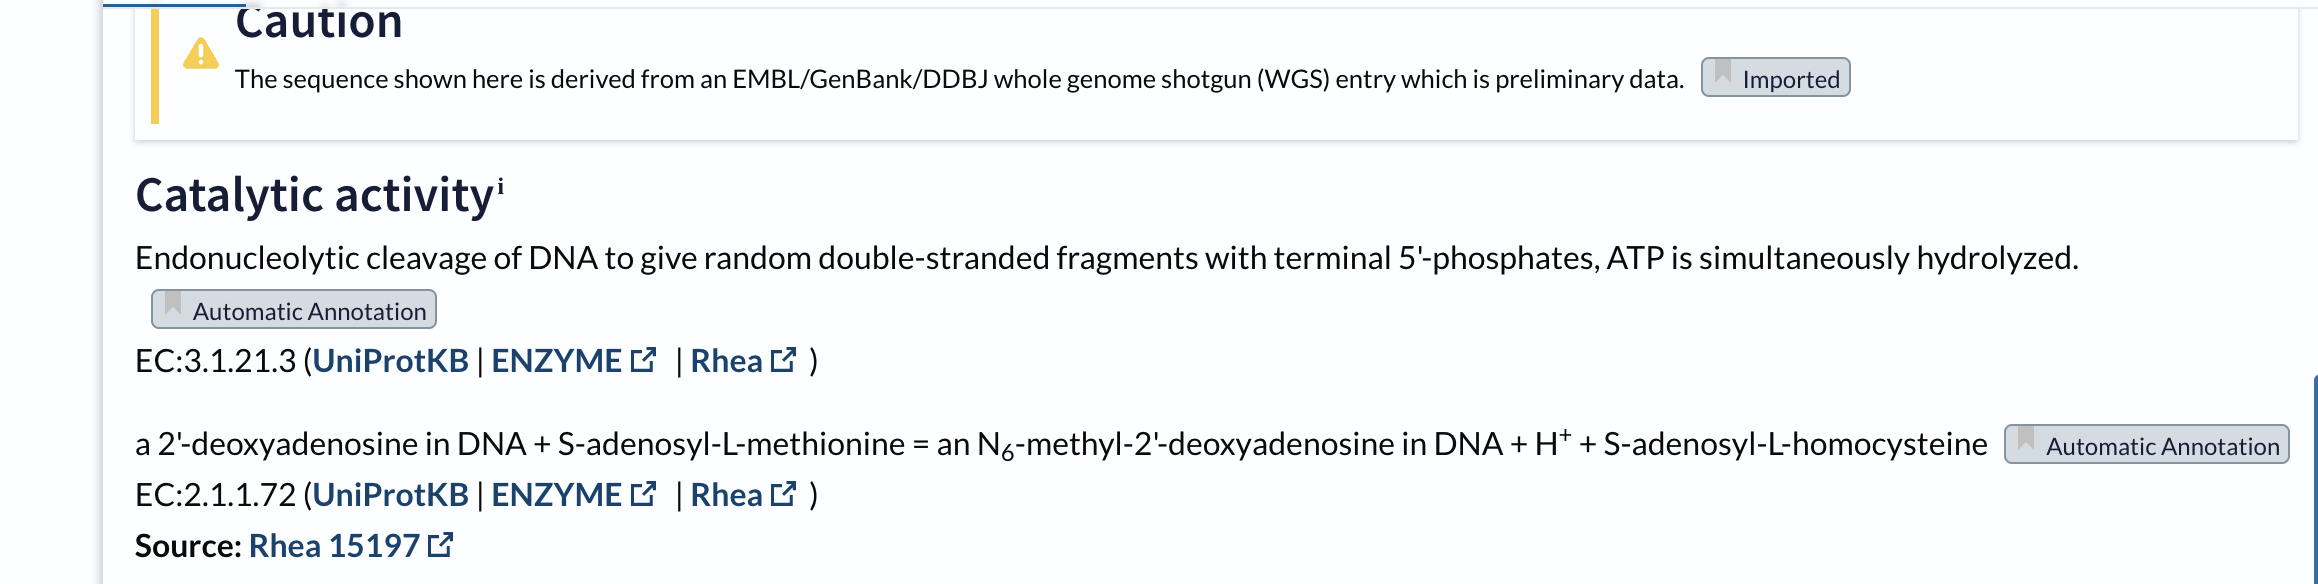 Caution
The sequence shown here is derived from an EMBL/GenBank/DDBJ whole genome shotgun (WGS) entry which is preliminary data. Imported
Catalytic activityⁱ
Endonucleolytic cleavage of DNA to give random double-stranded fragments with terminal 5'-phosphates, ATP is simultaneously hydrolyzed.
Automatic Annotation
EC:3.1.21.3 (UniProtKB | ENZYME | Rhea )
a 2'-deoxyadenosine in DNA + S-adenosyl-L-methionine = an N₆-methyl-2'-deoxyadenosine in DNA + H⁺ + S-adenosyl-L-homocysteine Automatic Annotation
EC:2.1.1.72 (UniProtKB | ENZYME | Rhea )
Source: Rhea 15197